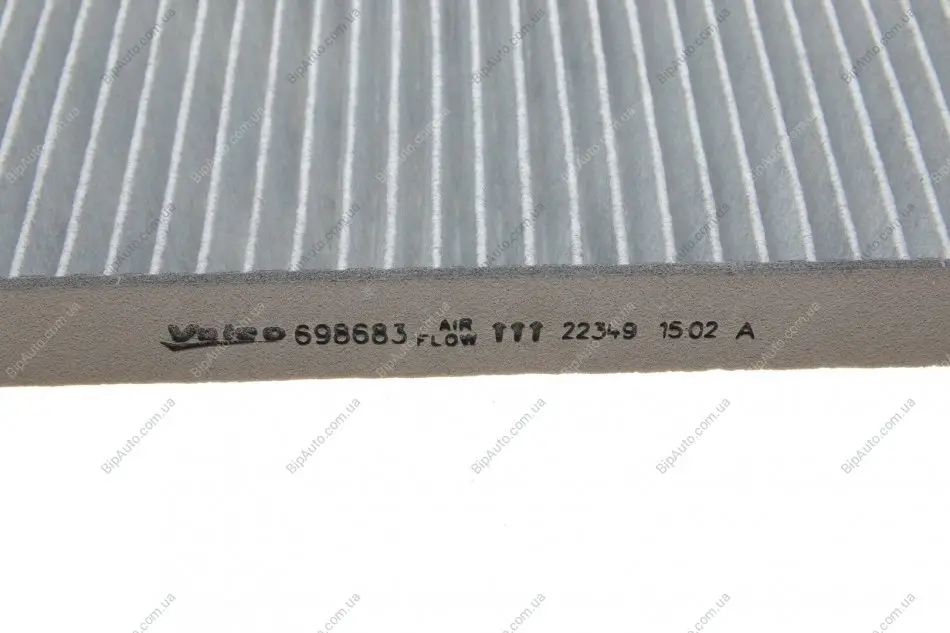 Valeo 698683 AIR FLOW ↑↑↑ 22349 15:02 A
BipAuto.com.ua